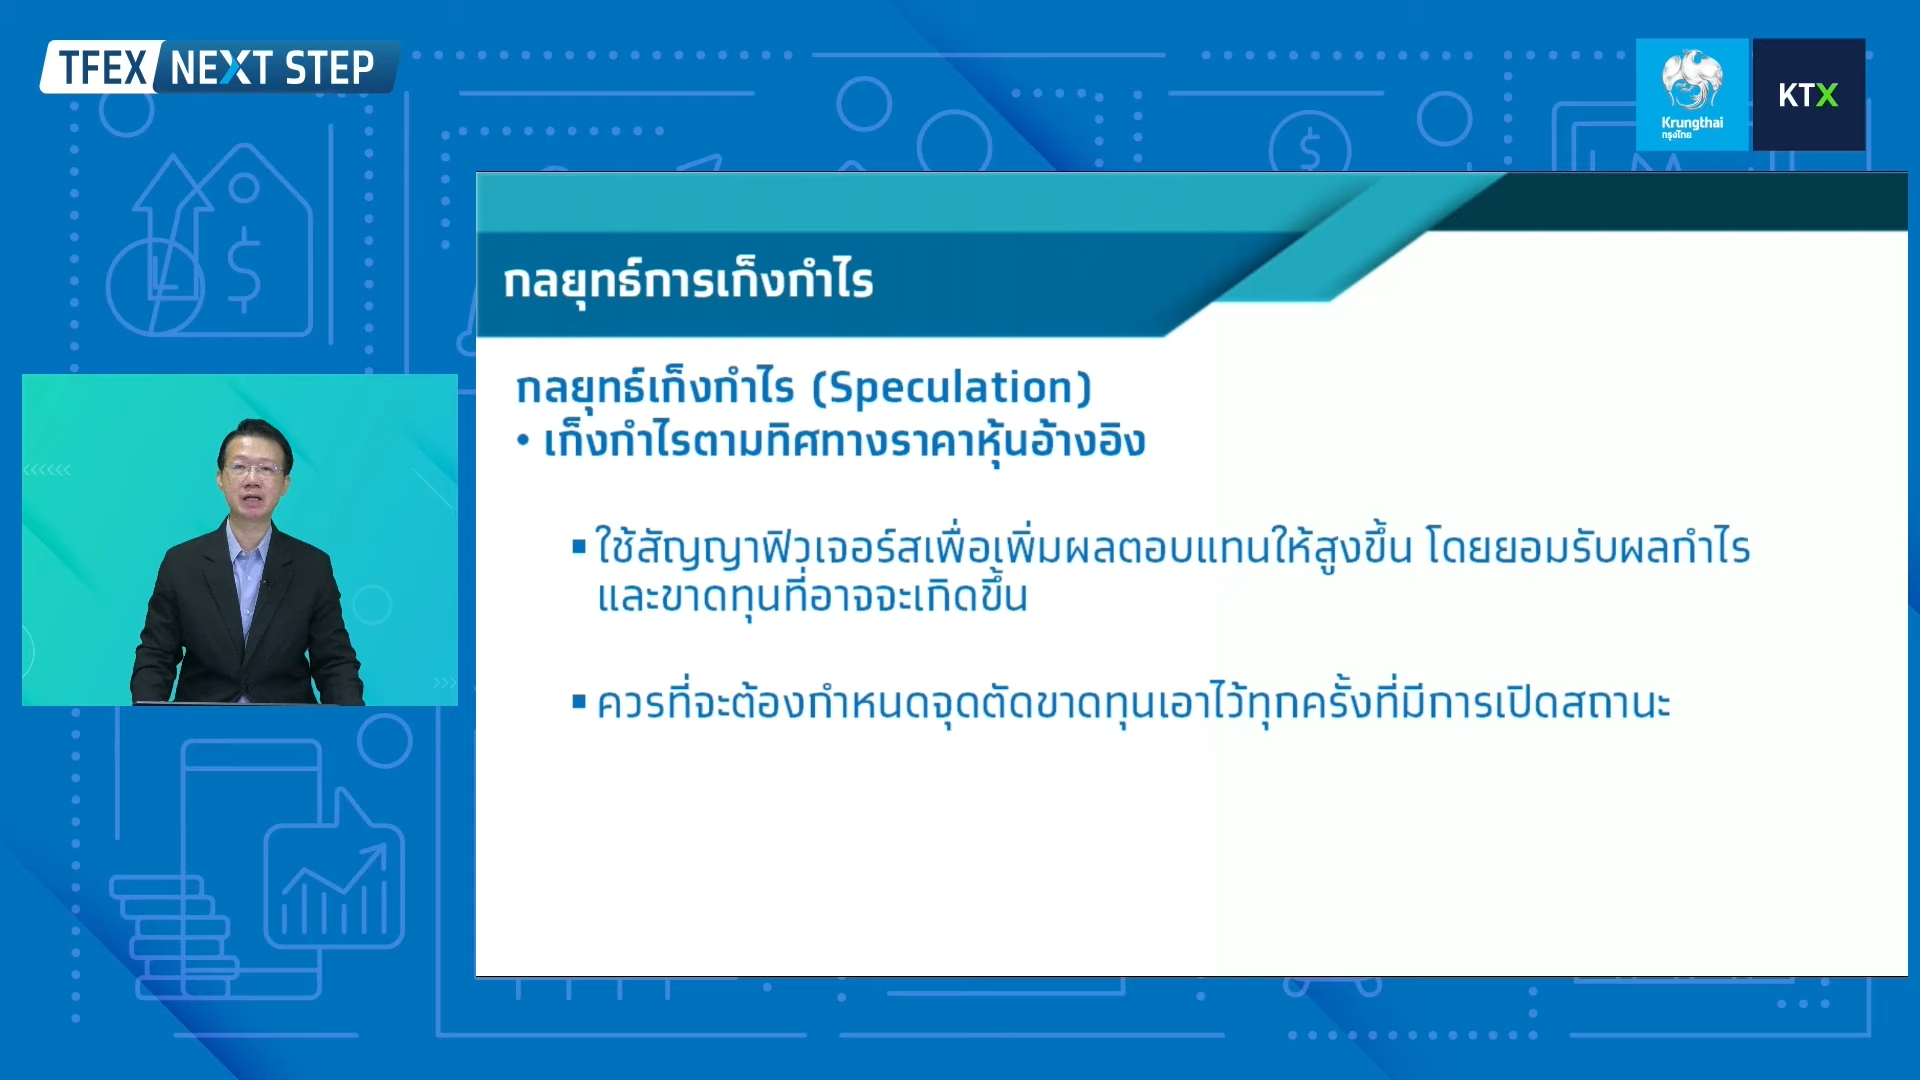 TFEX NEXT STEP
Krungthai
กรุงไทย
KTX
กลยุทธ์การเก็งกำไร
กลยุทธ์เก็งกำไร (Speculation)
• เก็งกำไรตามทิศทางราคาหุ้นอ้างอิง
▪ ใช้สัญญาฟิวเจอร์สเพื่อเพิ่มผลตอบแทนให้สูงขึ้น โดยยอมรับผลกำไร
และขาดทุนที่อาจจะเกิดขึ้น
▪ ควรที่จะต้องกำหนดจุดตัดขาดทุนเอาไว้ทุกครั้งที่มีการเปิดสถานะ